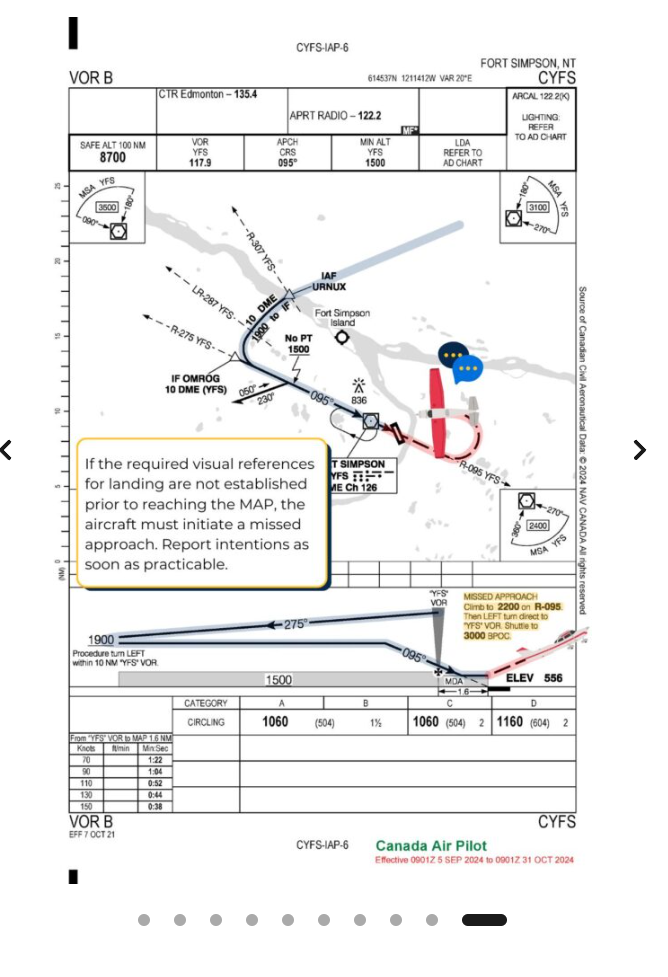 CYFS-IAP-6
FORT SIMPSON, NT
VOR B
614537N 1211412W VAR 20°E
CYFS
CTR Edmonton – 135.4
APRT RADIO – 122.2
MF
ARCAL 122.2(K)
LIGHTING:
REFER
TO AD CHART
SAFE ALT 100 NM
8700
VOR
YFS
117.9
APCH
CRS
095°
MIN ALT
YFS
1500
LDA
REFER TO
AD CHART
MSA YFS
3500
090°
180°
MSA YFS
3100
180°
270°
25
20
15
10
5
0
(NM)
R-307 YFS
LR-287 YFS
R-275 YFS
IAF
URNUX
10 DME
1900 to IF
Fort Simpson
Island
No PT
1500
IF OMROG
10 DME (YFS)
050°
230°
095°
836
T SIMPSON
YFS
ME Ch 126
R-095 YFS
270°
360°
2400
MSA YFS
Source of Canadian Civil Aeronautical Data: © 2024 NAV CANADA All rights reserved
If the required visual references
for landing are not established
prior to reaching the MAP, the
aircraft must initiate a missed
approach. Report intentions as
soon as practicable.
"YFS"
VOR
MISSED APPROACH
Climb to 2200 on R-095.
Then LEFT turn direct to
"YFS" VOR. Shuttle to
3000 BPOC.
275°
1900
095°
Procedure turn LEFT
within 10 NM "YFS" VOR.
1500
MDA
1.6
ELEV 556
CATEGORY A B C D
CIRCLING 1060 (504) 1½ 1060 (504) 2 1160 (604) 2
From "YFS" VOR to MAP 1.6 NM
Knots ft/min Min:Sec
70 1:22
90 1:04
110 0:52
130 0:44
150 0:38
VOR B
CYFS
EFF 7 OCT 21
CYFS-IAP-6
Canada Air Pilot
Effective 0901Z 5 SEP 2024 to 0901Z 31 OCT 2024